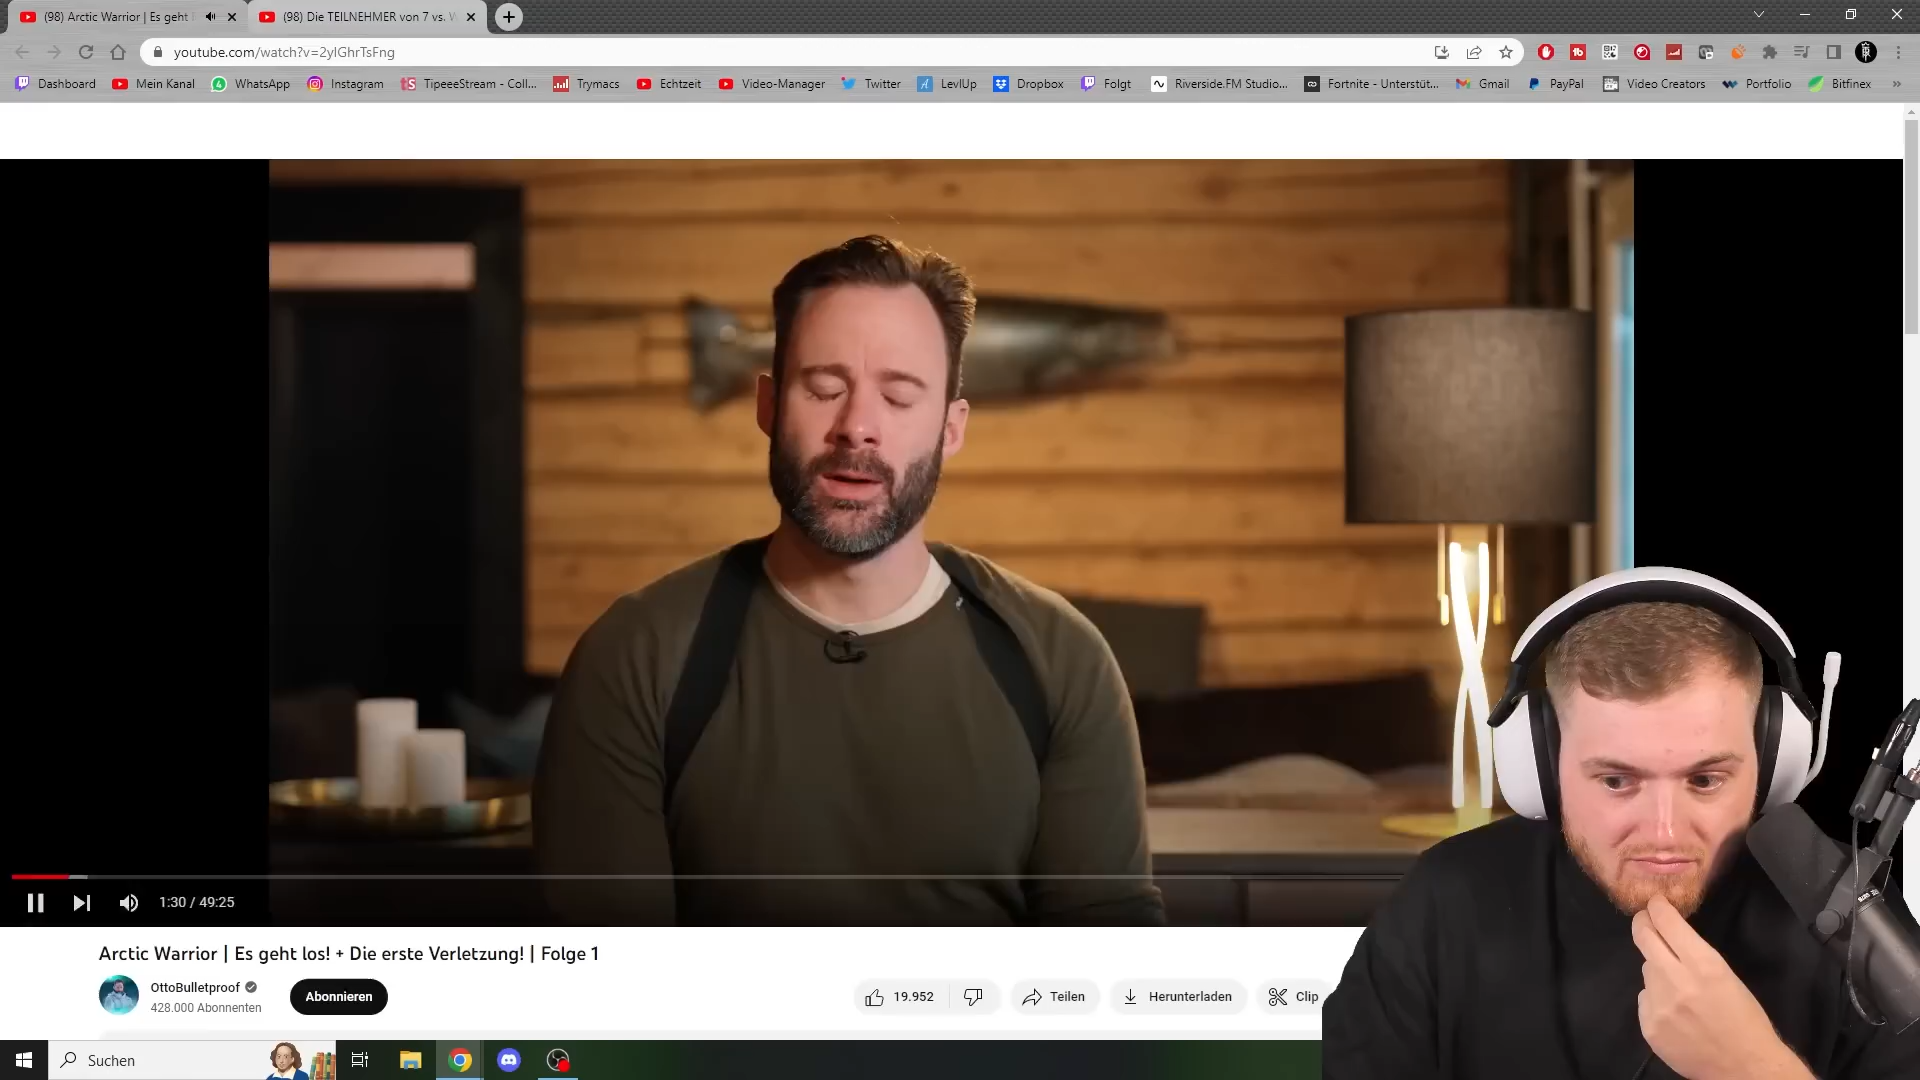 (98) Arctic Warrior | Es geht
(98) Die TEILNEHMER von 7 vs. W
youtube.com/watch?v=2ylGhrTsFng
Dashboard Mein Kanal WhatsApp Instagram TipeeeStream - Coll... Trymacs Echtzeit Video-Manager Twitter LevlUp Dropbox Folgt Riverside.FM Studio... Fortnite - Unterstüt... Gmail PayPal Video Creators Portfolio Bitfinex »
1:30 / 49:25
Arctic Warrior | Es geht los! + Die erste Verletzung! | Folge 1
OttoBulletproof
428.000 Abonnenten
Abonnieren
19.952
Teilen
Herunterladen
Clip
Suchen